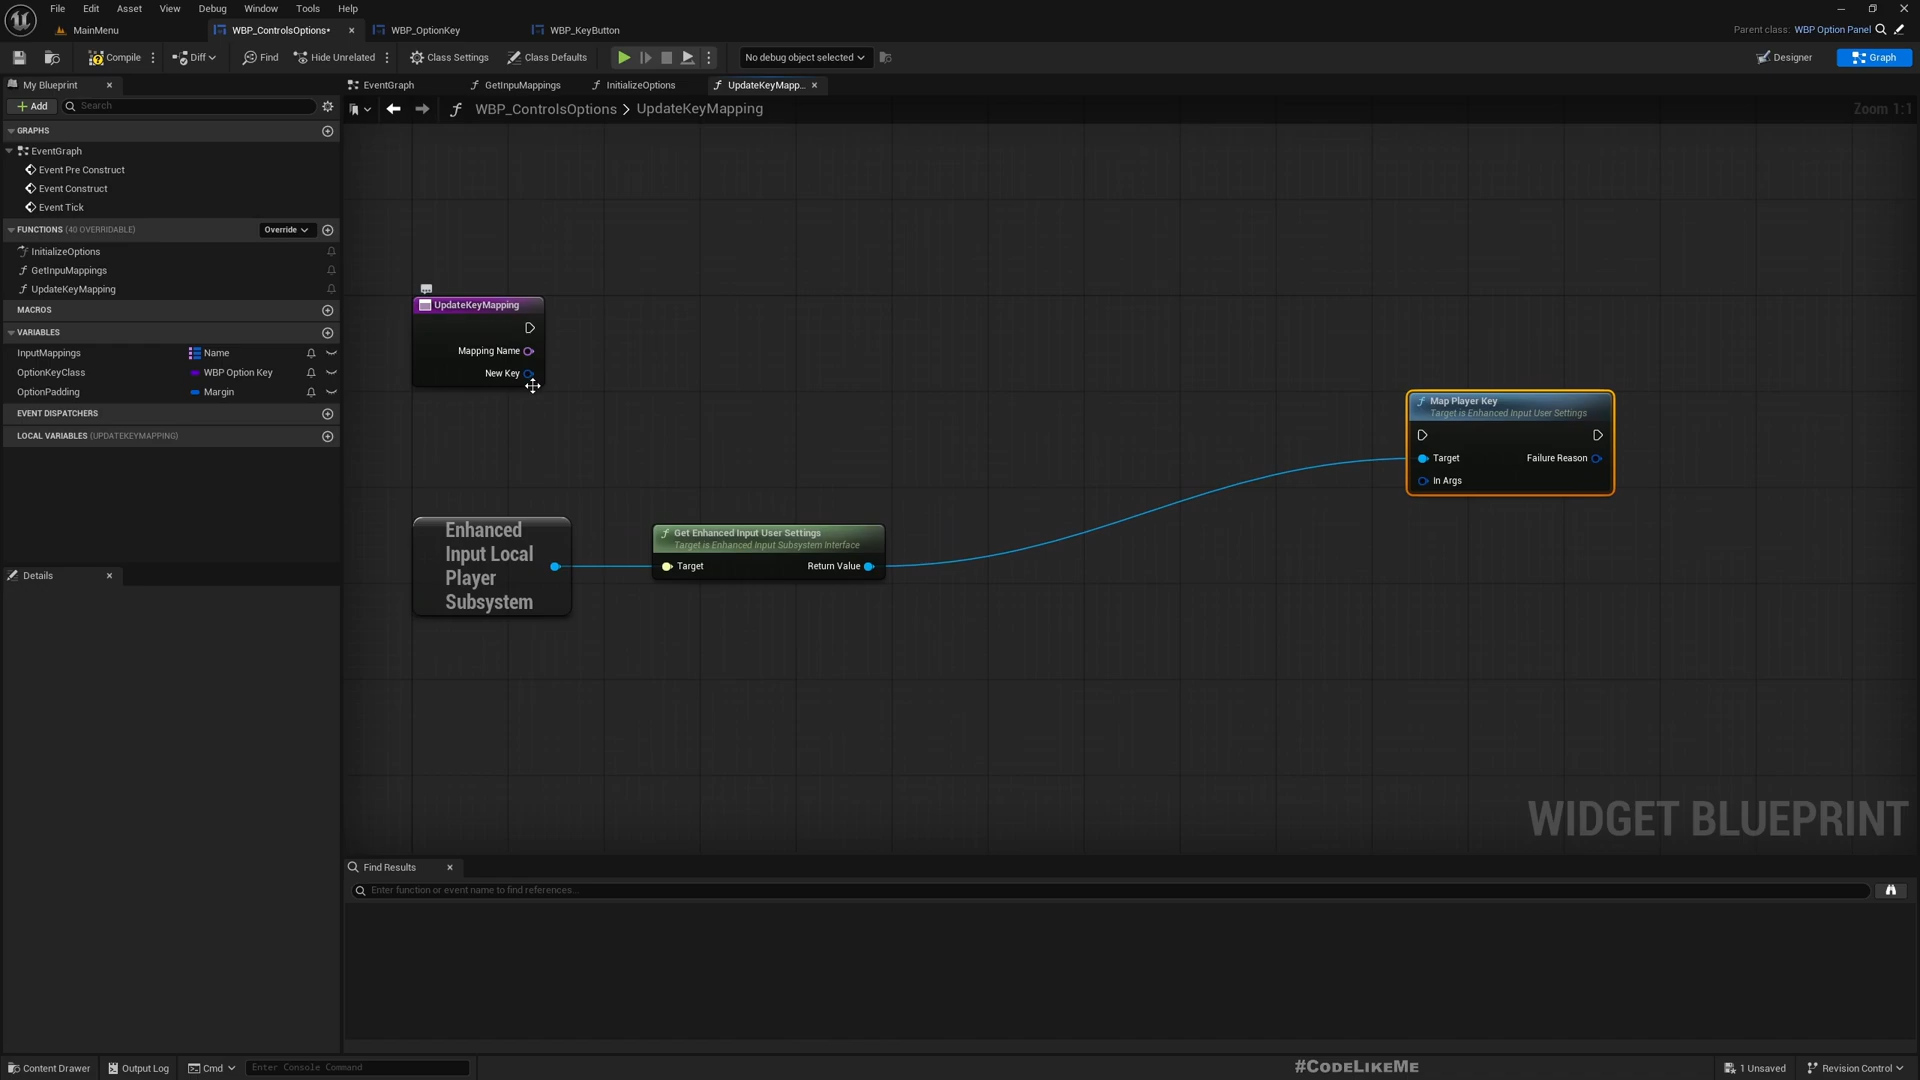 File Edit Asset View Debug Window Tools Help
MainMenu WBP_ControlsOptions• WBP_OptionKey WBP_KeyButton
Parent class: WBP Option Panel
Compile Diff Find Hide Unrelated Class Settings Class Defaults No debug object selected Designer Graph
My Blueprint
EventGraph GetInpuMappings InitializeOptions UpdateKeyMapp..
Add Search
WBP_ControlsOptions > UpdateKeyMapping
Zoom 1:1
GRAPHS
EventGraph
Event Pre Construct
Event Construct
Event Tick
FUNCTIONS (40 OVERRIDABLE) Override
InitializeOptions
GetInpuMappings
UpdateKeyMapping
MACROS
VARIABLES
InputMappings Name
OptionKeyClass WBP Option Key
OptionPadding Margin
EVENT DISPATCHERS
LOCAL VARIABLES (UPDATEKEYMAPPING)
Details
UpdateKeyMapping
Mapping Name
New Key
Enhanced
Input Local
Player
Subsystem
Get Enhanced Input User Settings
Target is Enhanced Input Subsystem Interface
Target Return Value
Map Player Key
Target is Enhanced Input User Settings
Target Failure Reason
In Args
WIDGET BLUEPRINT
Find Results
Enter function or event name to find references...
Content Drawer Output Log Cmd Enter Console Command
#CODELIKEME
1 Unsaved Revision Control